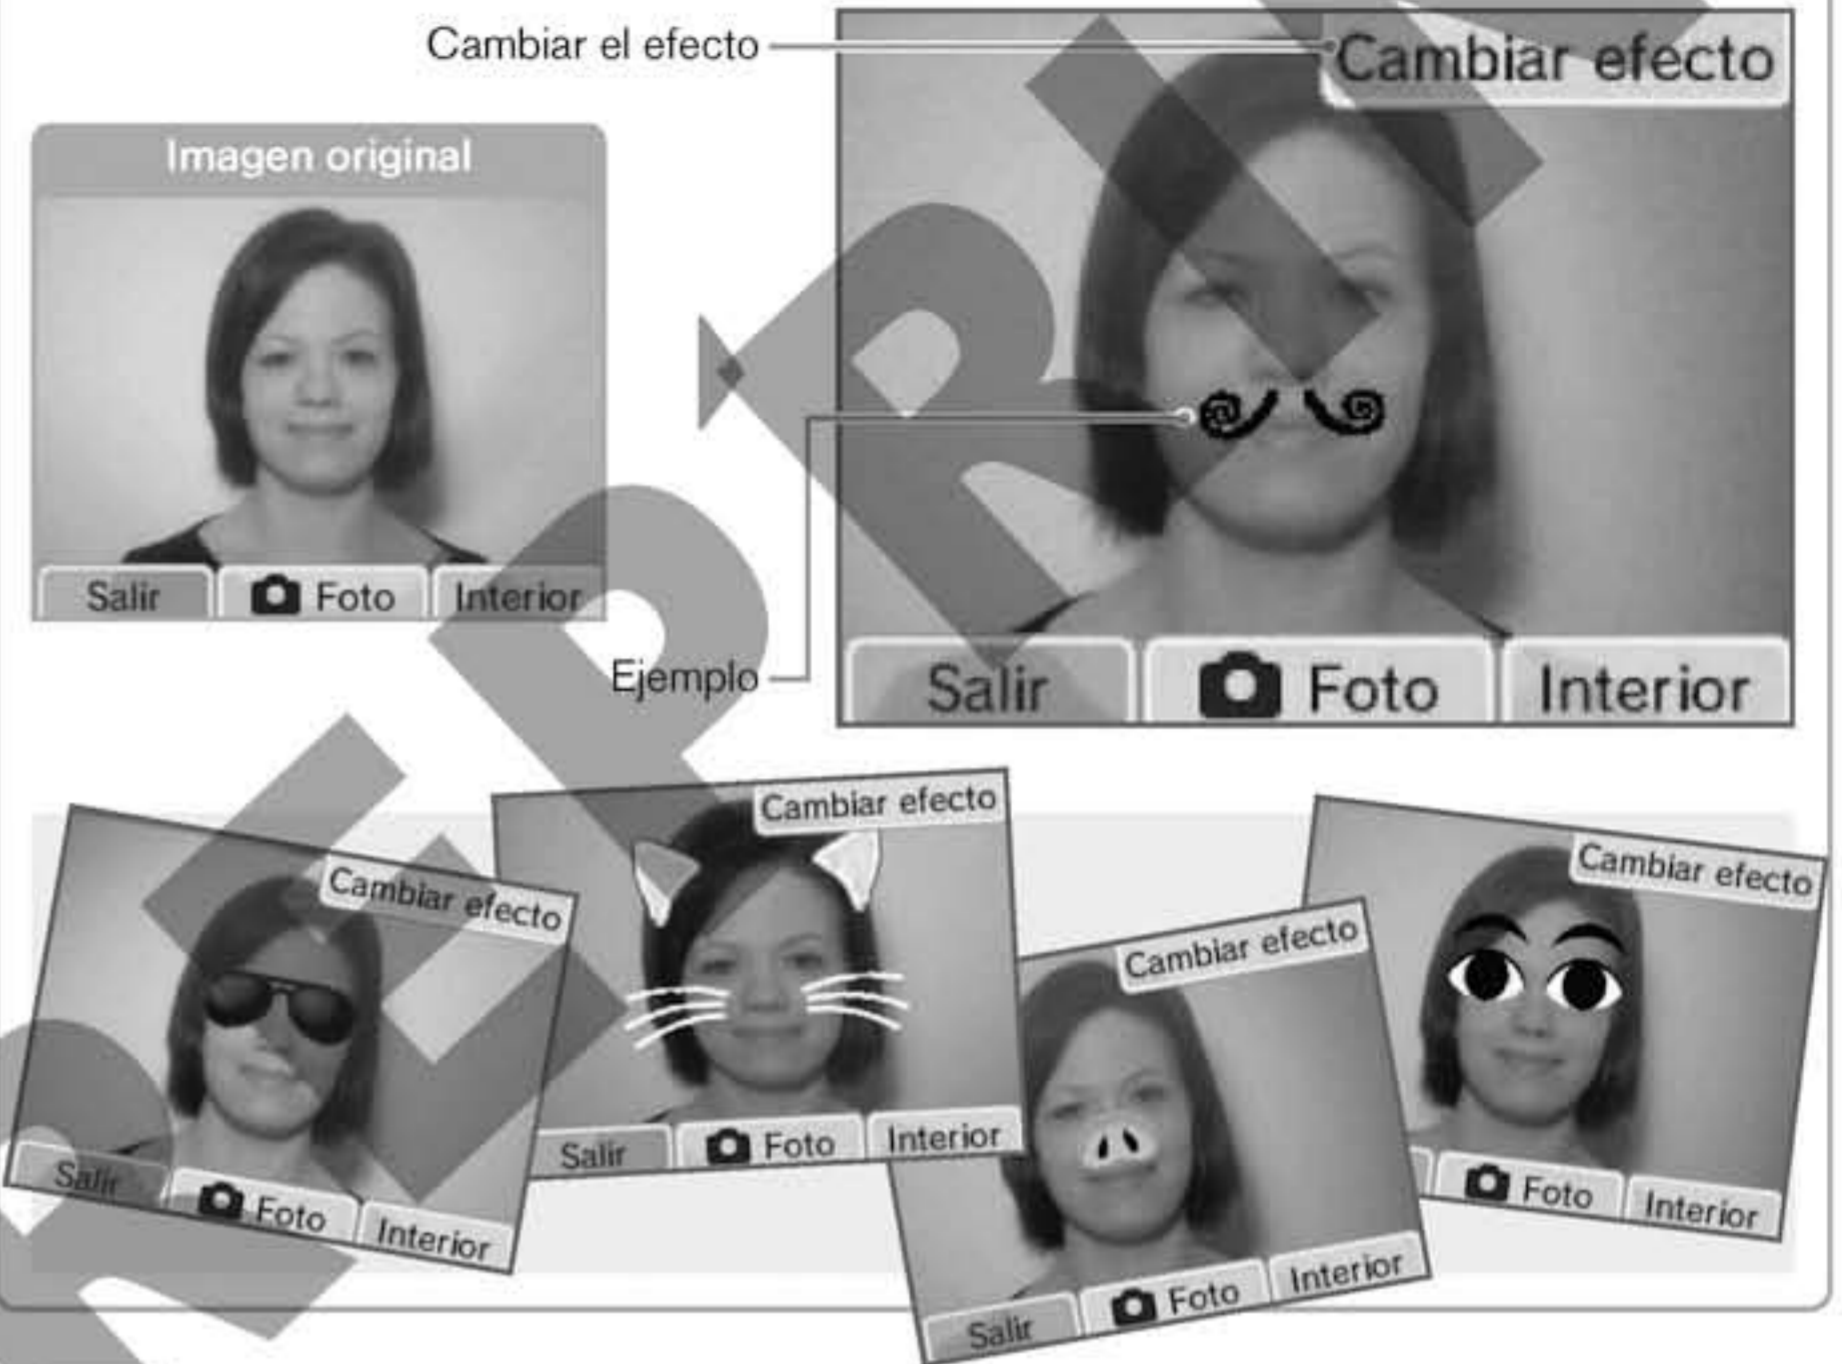 Cambiar el efecto
Cambiar efecto
Imagen original
Salir
Foto
Interior
Ejemplo
Salir
Foto
Interior
Cambiar efecto
Salir
Foto
Interior
Cambiar efecto
Salir
Foto
Interior
Cambiar efecto
Salir
Foto
Interior
Cambiar efecto
Foto
Interior